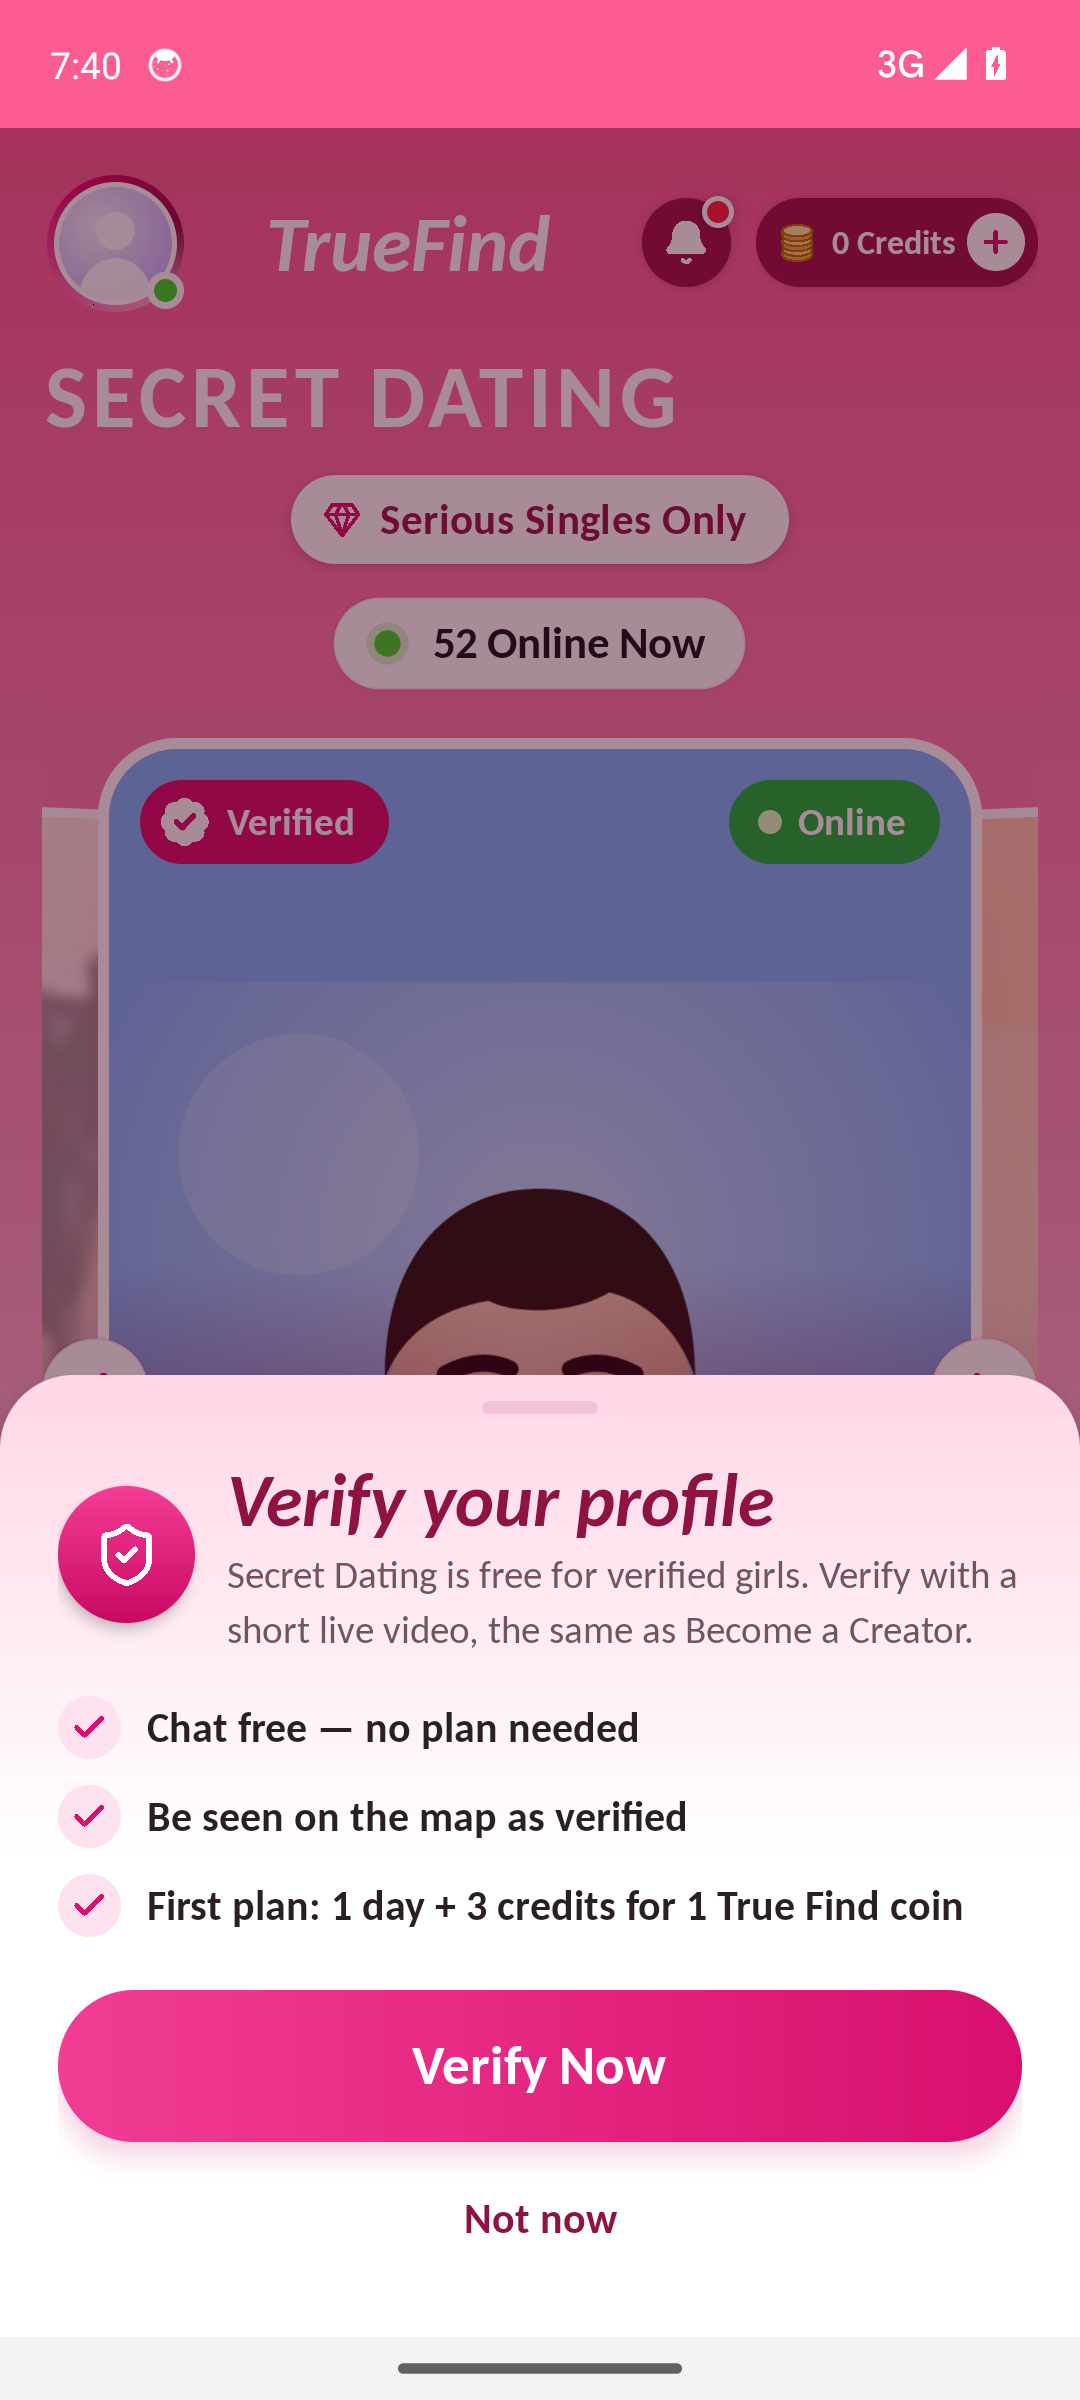 7:40
3G
TrueFind
0 Credits
SECRET DATING
Serious Singles Only
52 Online Now
Verified
Online
Verify your profile
Secret Dating is free for verified girls. Verify with a
short live video, the same as Become a Creator.
Chat free — no plan needed
Be seen on the map as verified
First plan: 1 day + 3 credits for 1 True Find coin
Verify Now
Not now